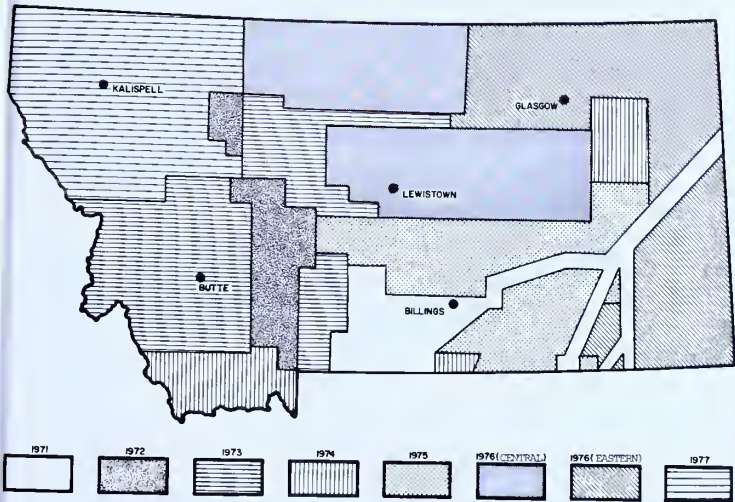 KALISPELL
GLASGOW
LEWISTOWN
BUTTE
BILLINGS
1971 1972 1973 1974 1975 1976(CENTRAL) 1976(EASTERN) 1977